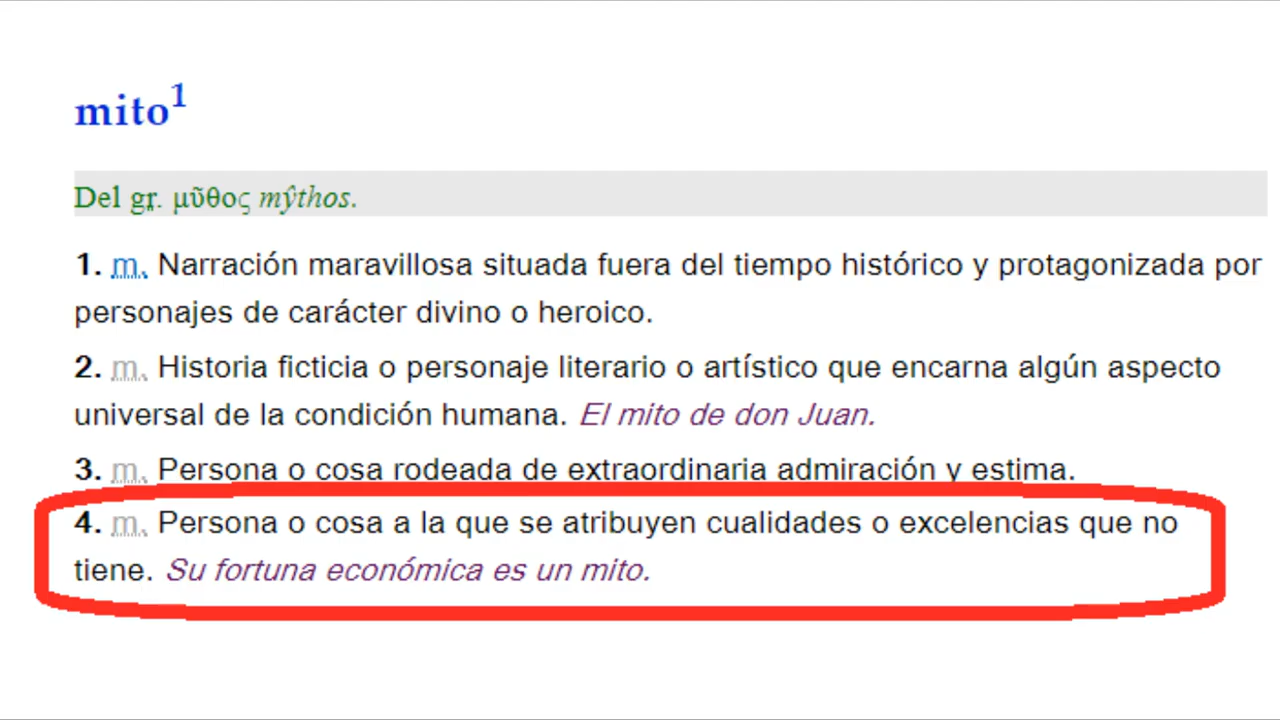 mito¹
Del gr. μῦθος mŷthos.
1. m. Narración maravillosa situada fuera del tiempo histórico y protagonizada por
personajes de carácter divino o heroico.
2. m. Historia ficticia o personaje literario o artístico que encarna algún aspecto
universal de la condición humana. El mito de don Juan.
3. m. Persona o cosa rodeada de extraordinaria admiración y estima.
4. m. Persona o cosa a la que se atribuyen cualidades o excelencias que no
tiene. Su fortuna económica es un mito.